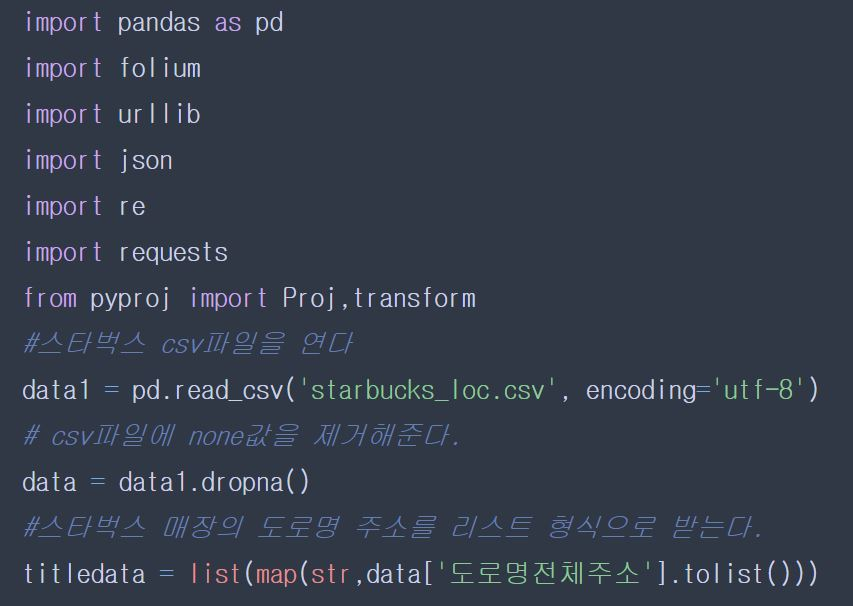 import pandas as pd
import folium
import urllib
import json
import re
import requests
from pyproj import Proj,transform
#스타벅스 csv파일을 연다
data1 = pd.read_csv('starbucks_loc.csv', encoding='utf-8')
# csv파일에 none값을 제거해준다.
data = data1.dropna()
#스타벅스 매장의 도로명 주소를 리스트 형식으로 받는다.
titledata = list(map(str,data['도로명전체주소'].tolist()))